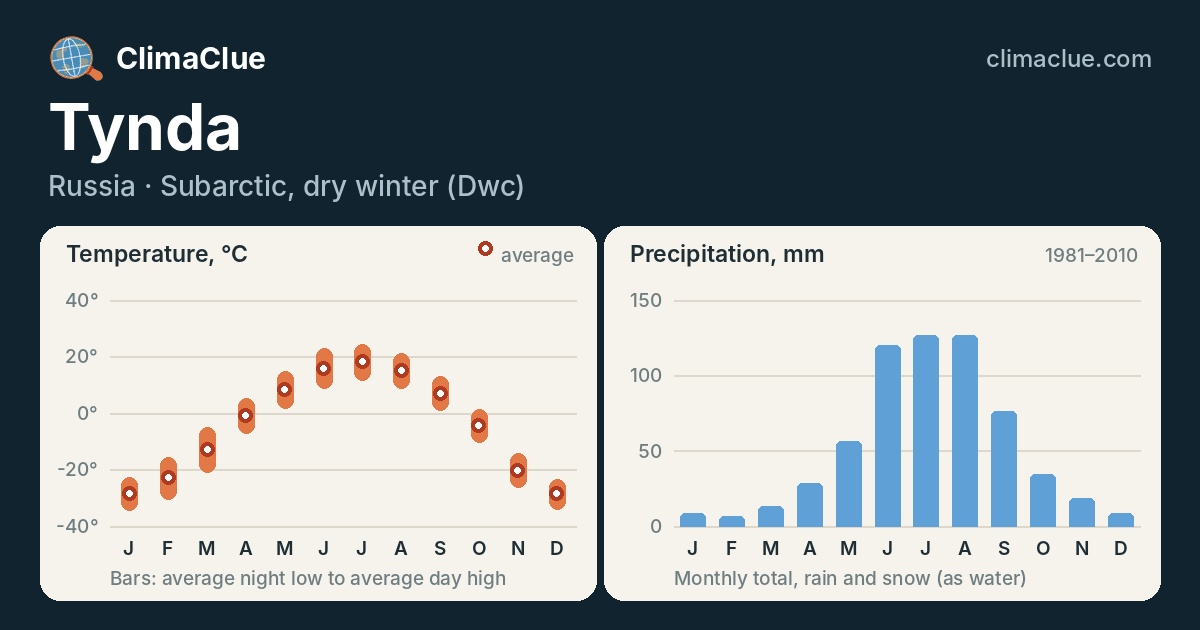 ClimaClue
climaclue.com
Tynda
Russia · Subarctic, dry winter (Dwc)
Temperature, °C
average
40°
20°
0°
-20°
-40°
J F M A M J J A S O N D
Bars: average night low to average day high
Precipitation, mm
1981–2010
150
100
50
0
J F M A M J J A S O N D
Monthly total, rain and snow (as water)